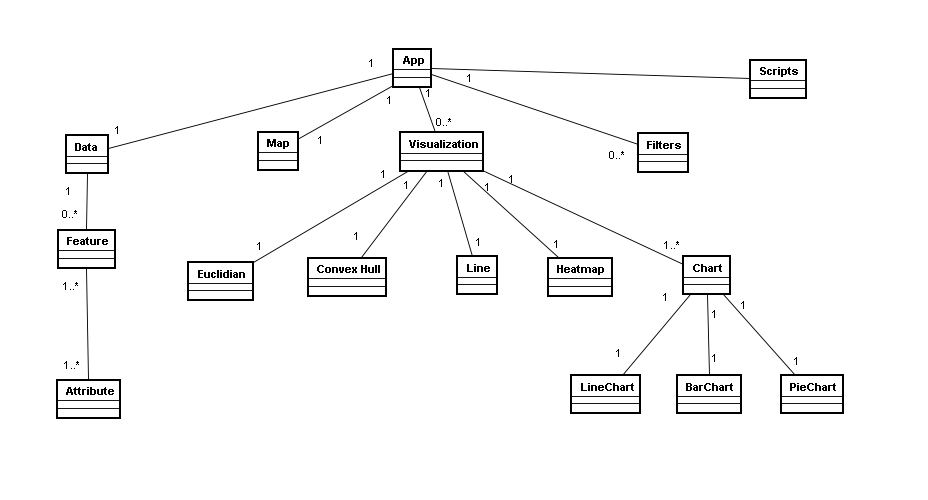 App
Scripts
1
1
1
1
1
0..*
Data
1
Map
1
Visualization
0..*
Filters
1
0..*
1
1
1
1
1
Feature
1
1
1
1
1..*
Euclidian
Convex Hull
Line
Heatmap
Chart
1..*
1
1
1
1..*
1
1
1
Attribute
LineChart
BarChart
PieChart